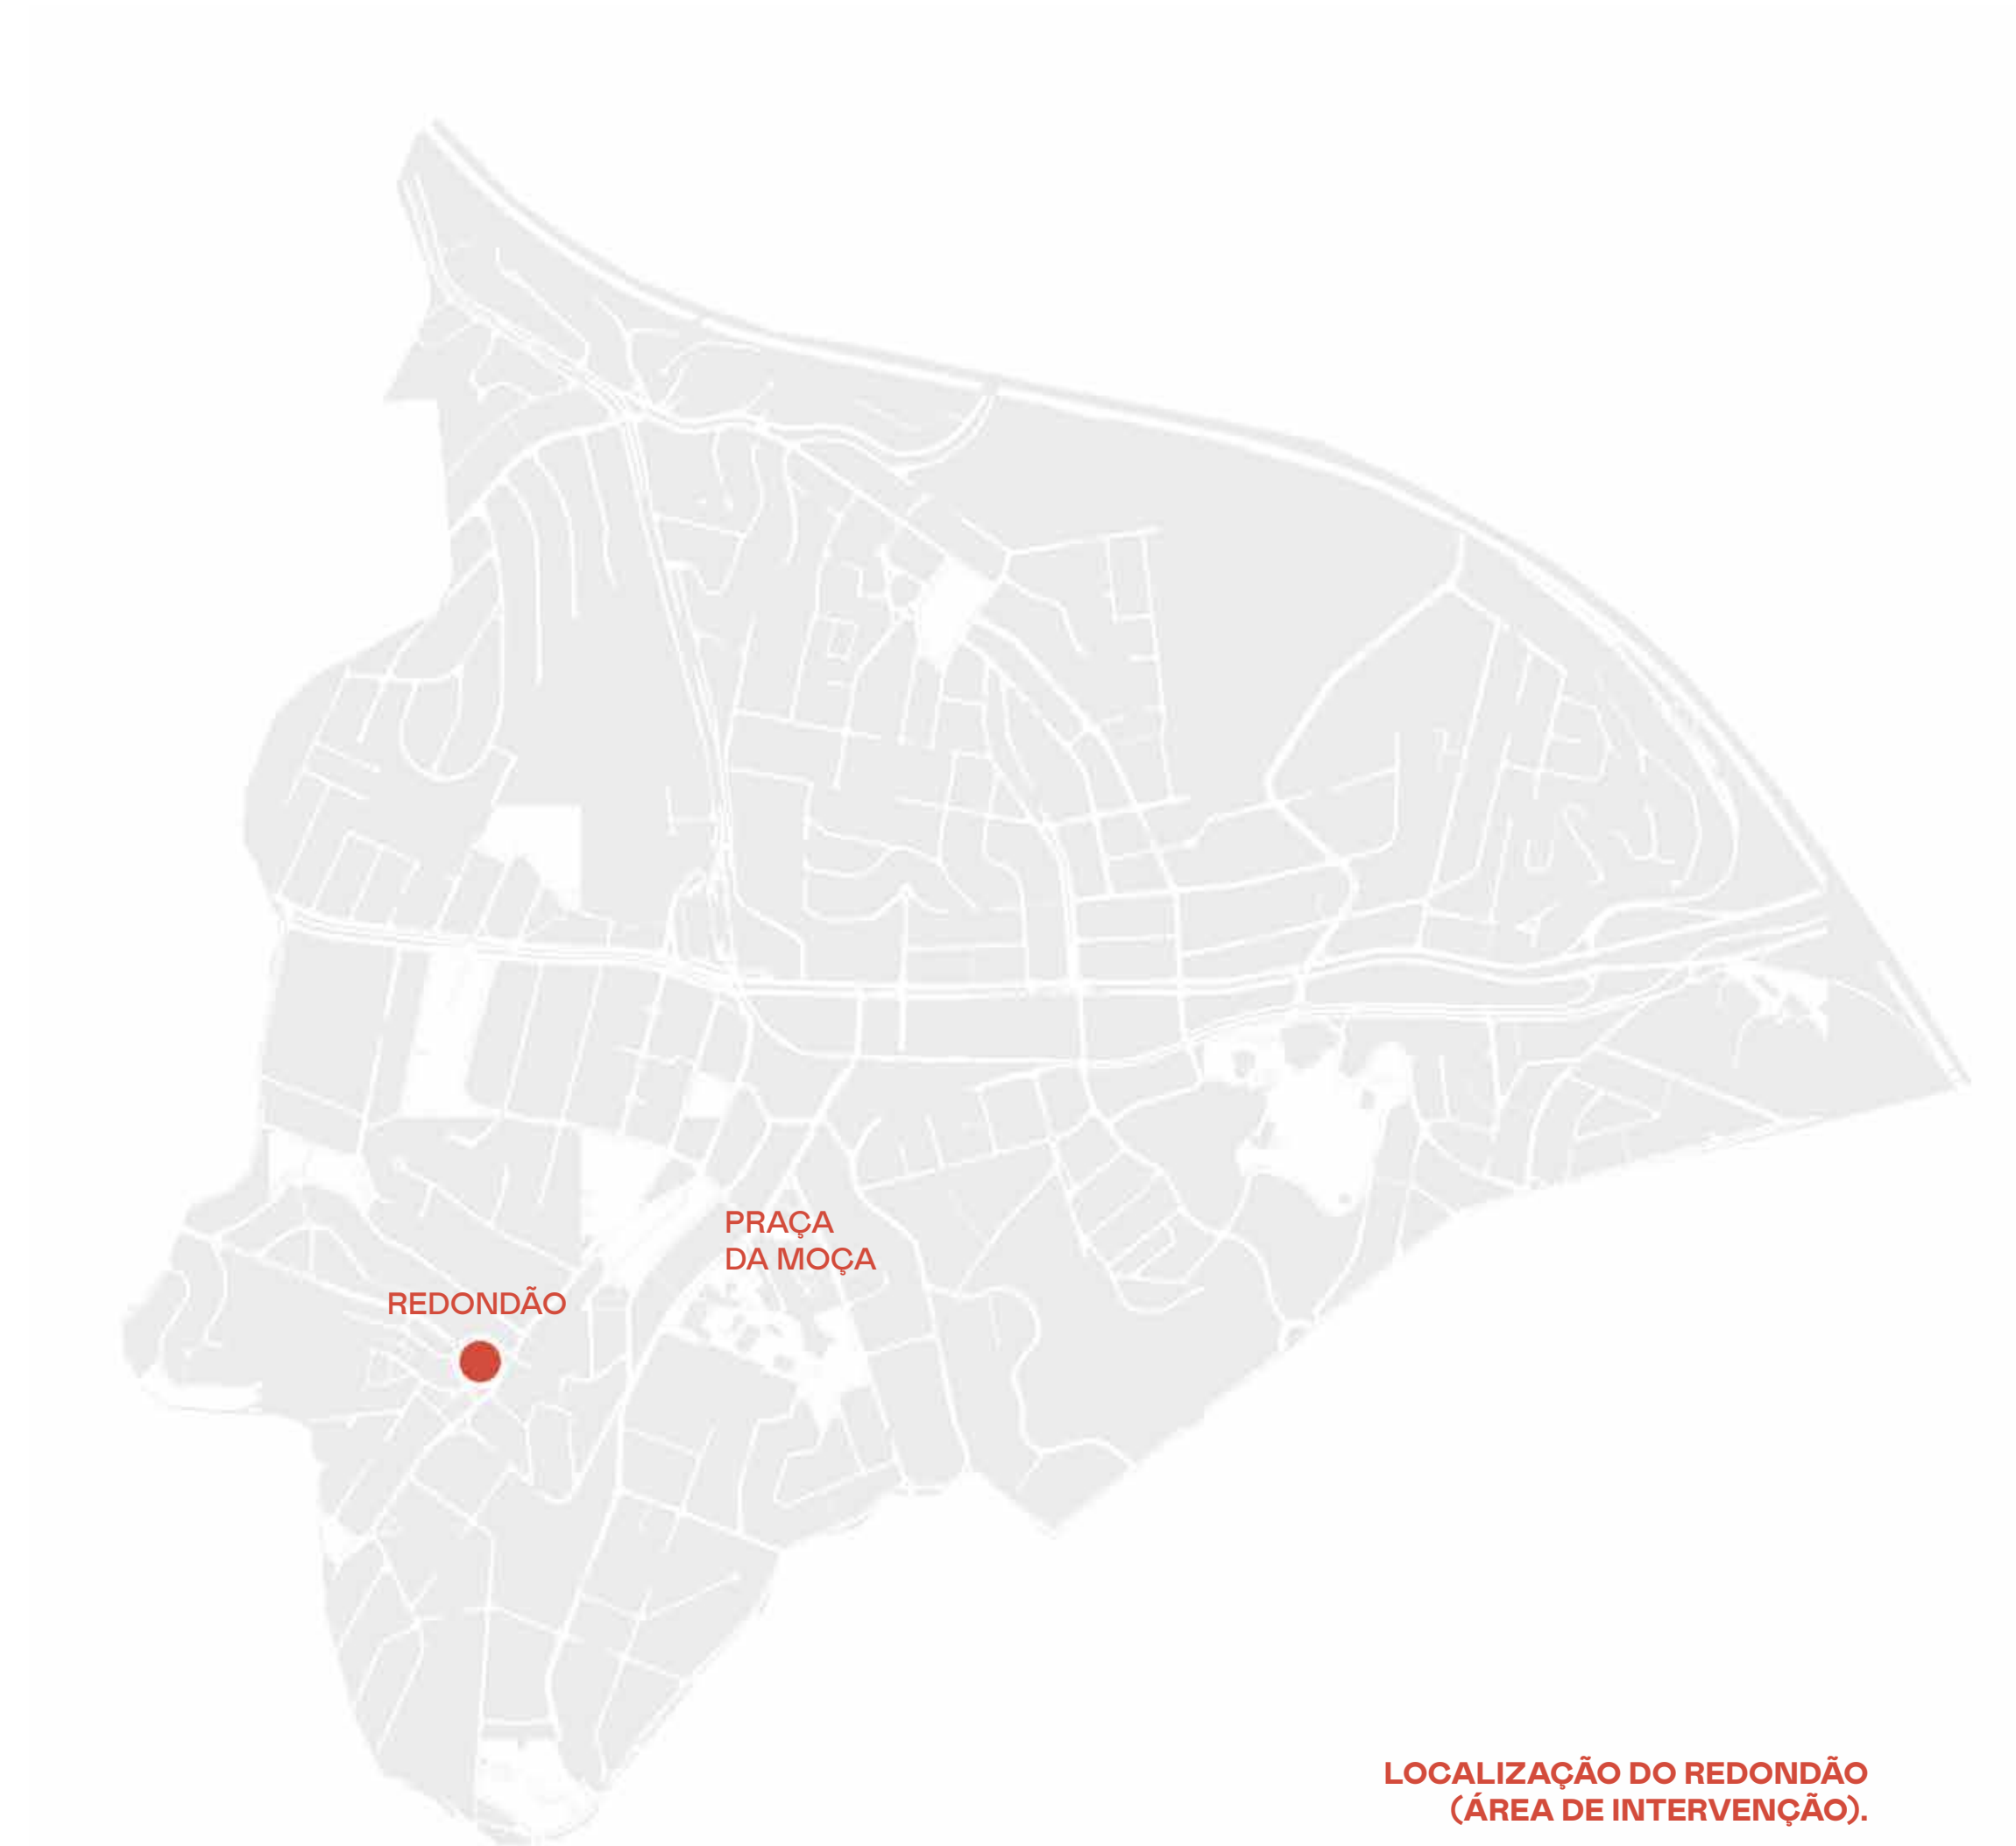 PRAÇA
DA MOÇA
REDONDÃO
LOCALIZAÇÃO DO REDONDÃO
(ÁREA DE INTERVENÇÃO).